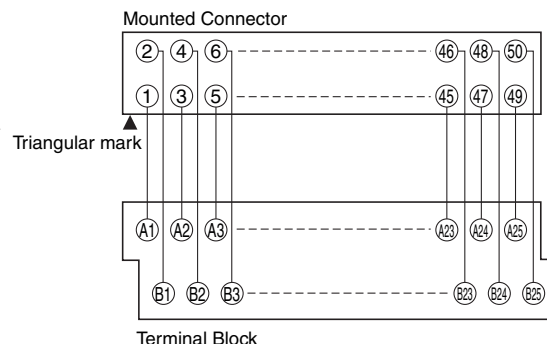 Mounted Connector
2 4 6 46 48 50
1 3 5 45 47 49
Triangular mark
A1 A2 A3 A23 A24 A25
B1 B2 B3 B23 B24 B25
Terminal Block